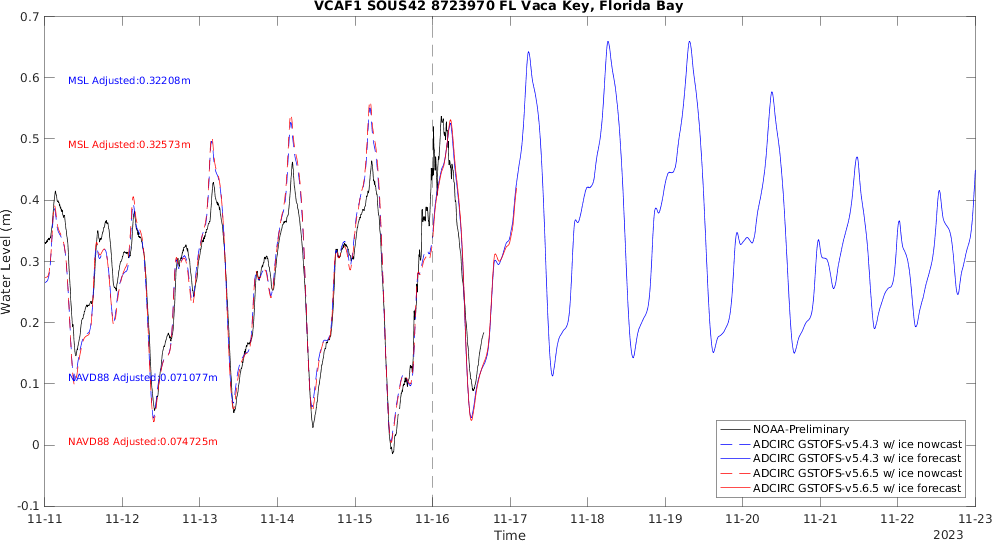 VCAF1 SOUS42 8723970 FL Vaca Key, Florida Bay
0.7
0.6
0.5
0.4
0.3
0.2
0.1
0
-0.1
Water Level (m)
MSL Adjusted:0.32208m
MSL Adjusted:0.32573m
NAVD88 Adjusted:0.071077m
NAVD88 Adjusted:0.074725m
NOAA-Preliminary
ADCIRC GSTOFS-v5.4.3 w/ ice nowcast
ADCIRC GSTOFS-v5.4.3 w/ ice forecast
ADCIRC GSTOFS-v5.6.5 w/ ice nowcast
ADCIRC GSTOFS-v5.6.5 w/ ice forecast
11-11 11-12 11-13 11-14 11-15 11-16 11-17 11-18 11-19 11-20 11-21 11-22 11-23
Time
2023